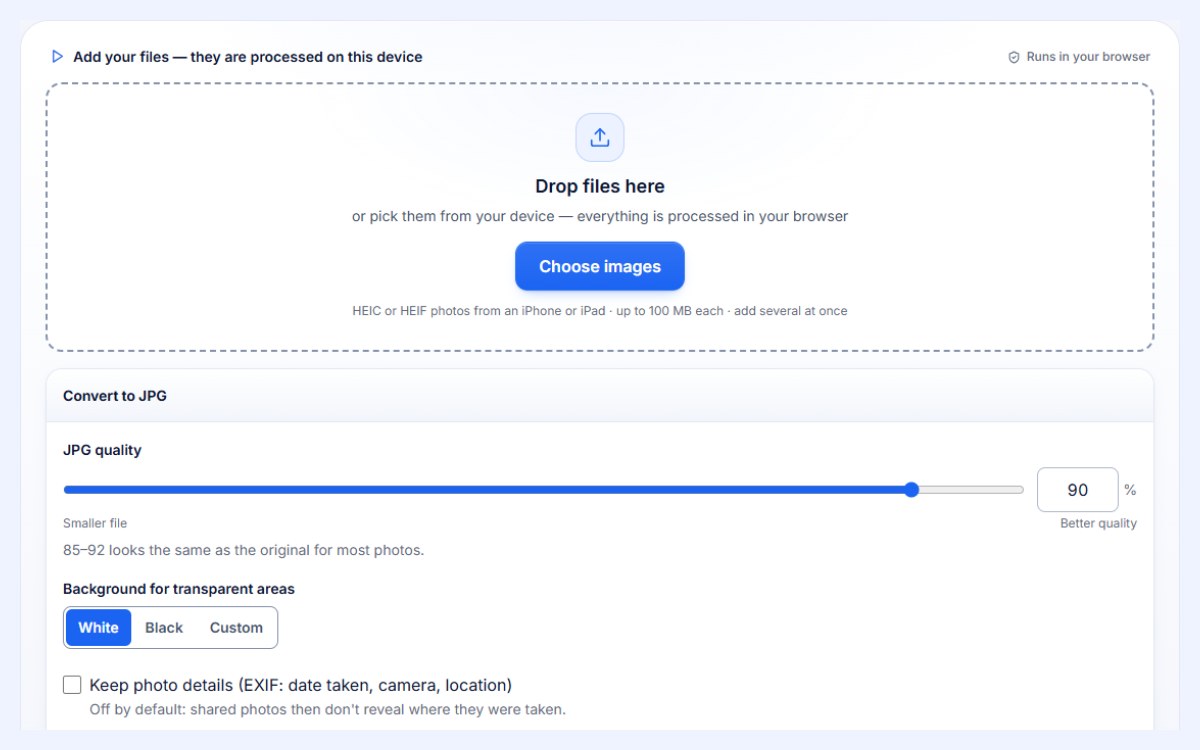 Add your files — they are processed on this device
Runs in your browser
Drop files here
or pick them from your device — everything is processed in your browser
Choose images
HEIC or HEIF photos from an iPhone or iPad · up to 100 MB each · add several at once
Convert to JPG
JPG quality
90 %
Smaller file
Better quality
85–92 looks the same as the original for most photos.
Background for transparent areas
White Black Custom
Keep photo details (EXIF: date taken, camera, location)
Off by default: shared photos then don't reveal where they were taken.